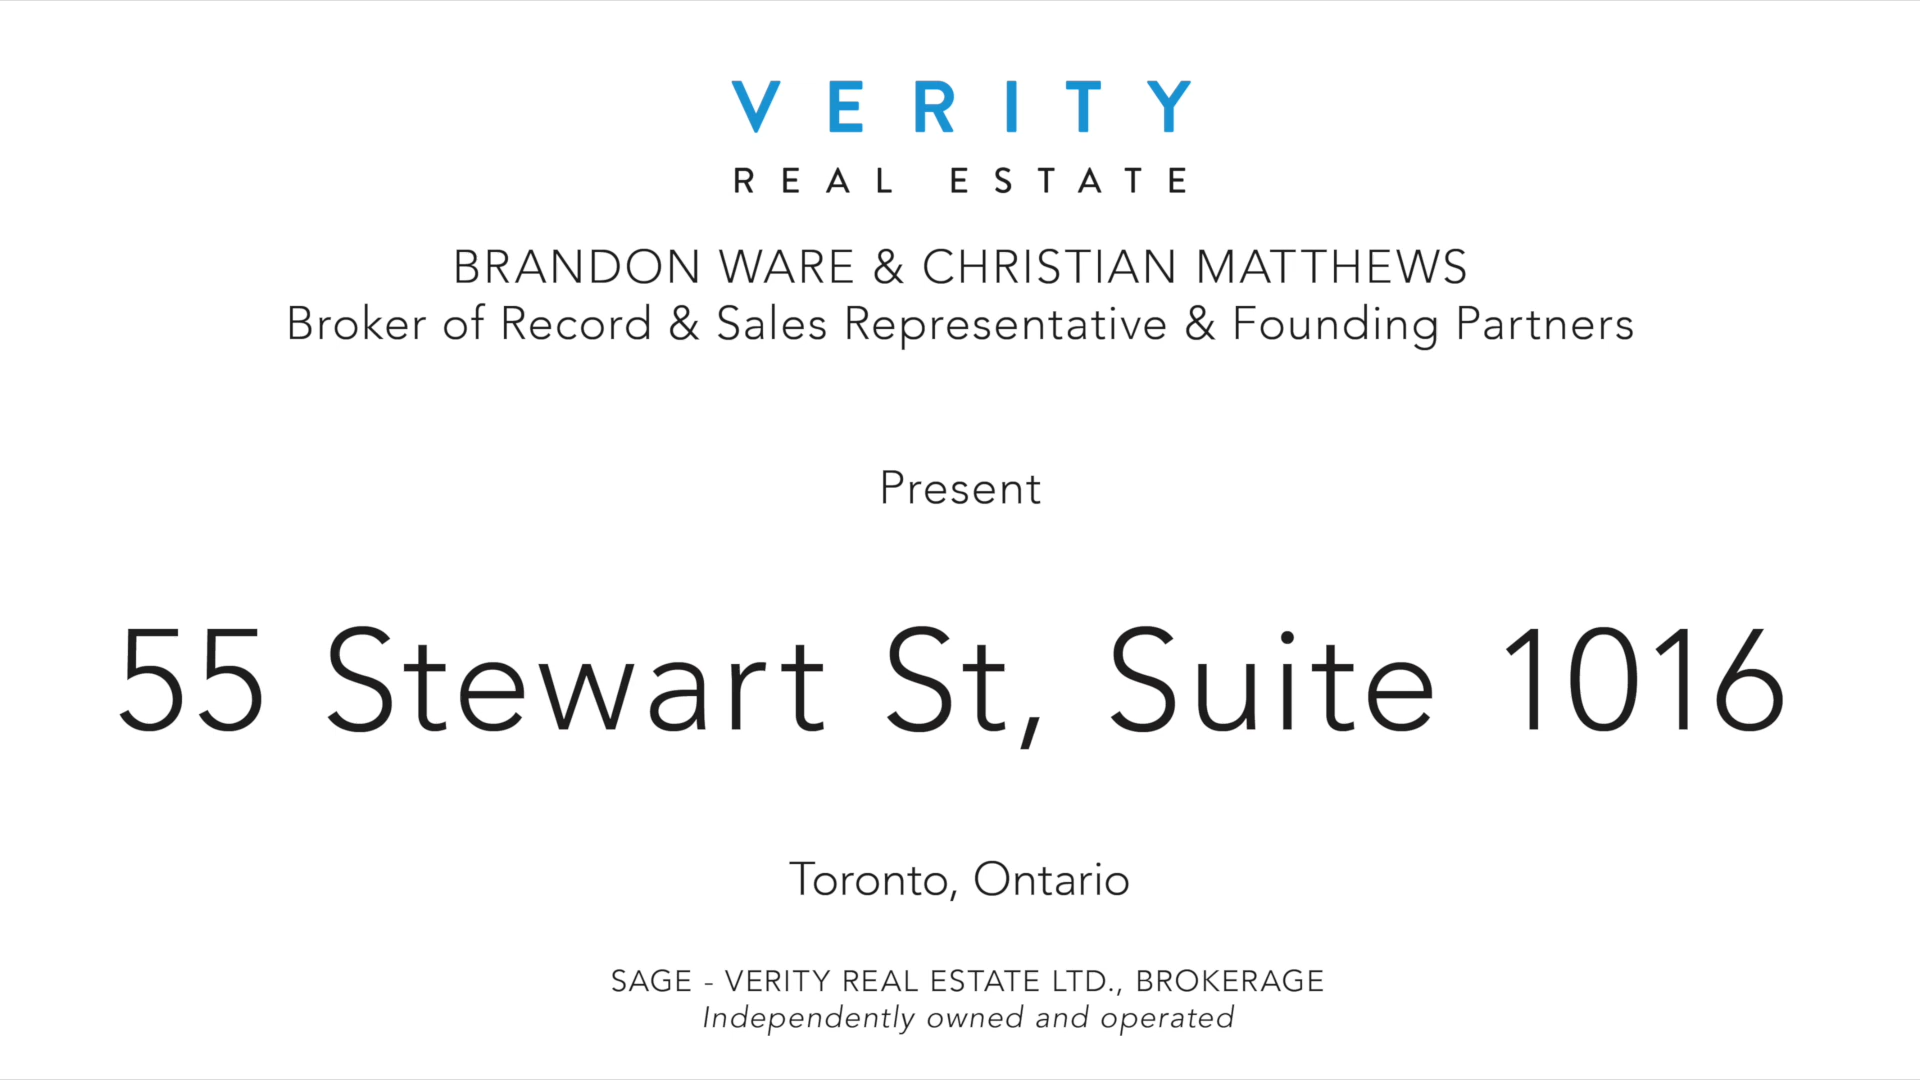 VERITY
REAL ESTATE
BRANDON WARE & CHRISTIAN MATTHEWS
Broker of Record & Sales Representative & Founding Partners
Present
55 Stewart St, Suite 1016
Toronto, Ontario
SAGE - VERITY REAL ESTATE LTD., BROKERAGE
Independently owned and operated